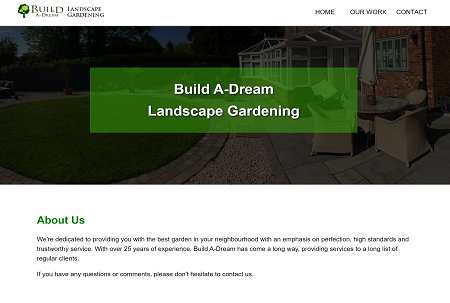 BUILD
A-DREAM
LANDSCAPE
GARDENING
HOME OUR WORK CONTACT
Build A-Dream
Landscape Gardening
About Us
We're dedicated to providing you with the best garden in your neighbourhood with an emphasis on perfection, high standards and
trustworthy service. With over 25 years of experience, Build A-Dream has come a long way, providing services to a long list of
regular clients.
If you have any questions or comments, please don't hesitate to contact us.